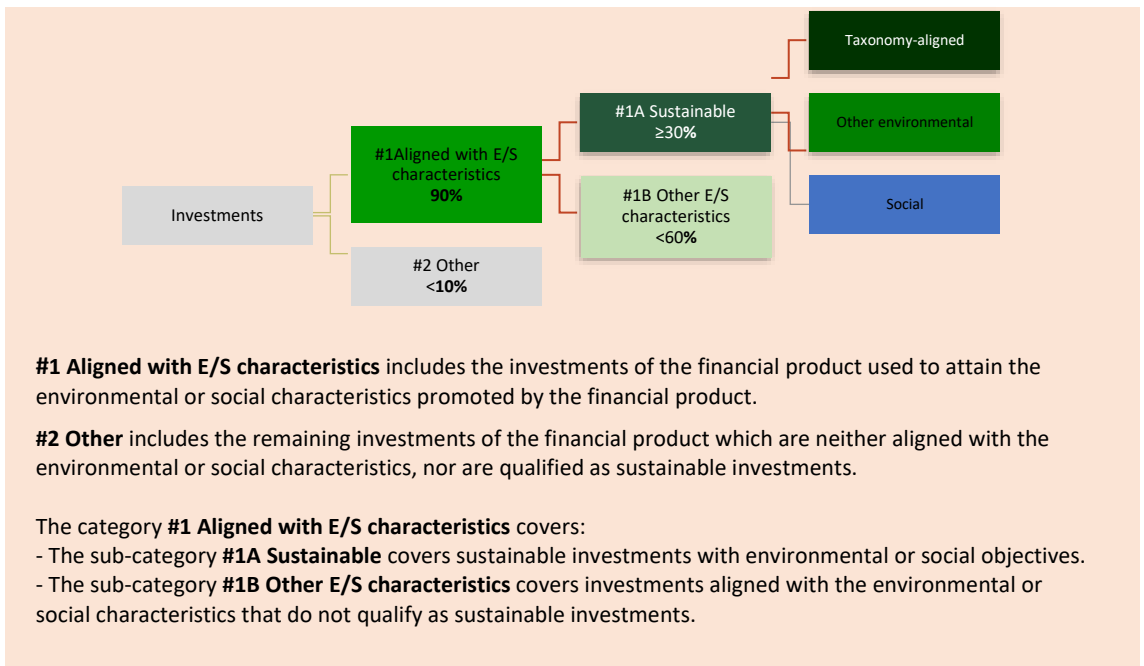 Taxonomy-aligned
#1A Sustainable
≥30%
Other environmental
#1Aligned with E/S
characteristics
90%
#1B Other E/S
characteristics
<60%
Social
Investments
#2 Other
<10%
#1 Aligned with E/S characteristics includes the investments of the financial product used to attain the
environmental or social characteristics promoted by the financial product.
#2 Other includes the remaining investments of the financial product which are neither aligned with the
environmental or social characteristics, nor are qualified as sustainable investments.
The category #1 Aligned with E/S characteristics covers:
- The sub-category #1A Sustainable covers sustainable investments with environmental or social objectives.
- The sub-category #1B Other E/S characteristics covers investments aligned with the environmental or
social characteristics that do not qualify as sustainable investments.